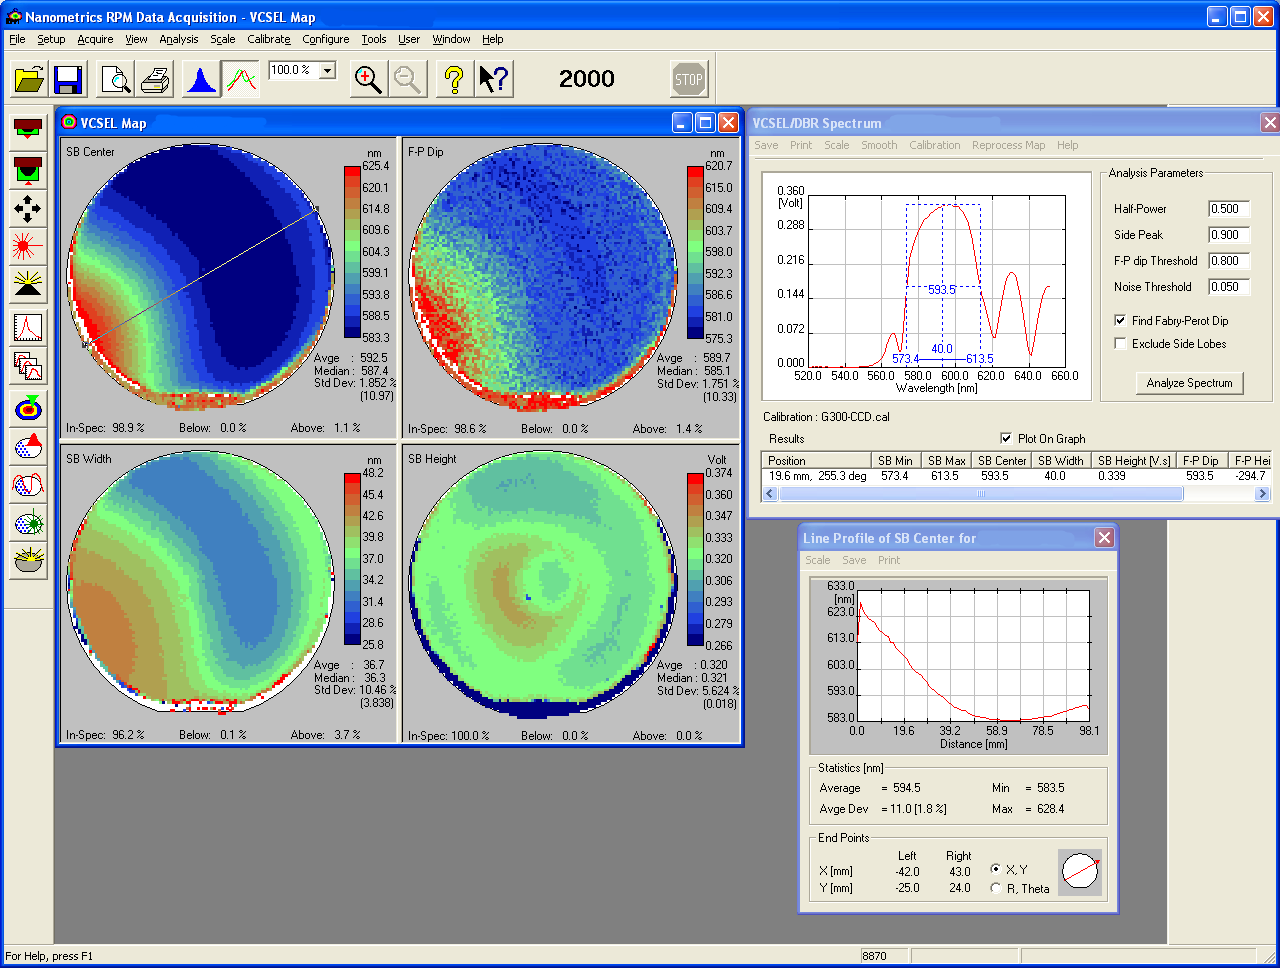 Nanometrics RPM Data Acquisition - VCSEL Map
File Setup Acquire View Analysis Scale Calibrate Configure Tools User Window Help
100.0 % 2000 STOP
VCSEL Map
SB Center
nm
625.4
620.1
614.8
609.6
604.3
599.1
593.8
588.5
583.3
Avge : 592.5
Median : 587.4
Std Dev: 1.852 %
(10.97)
In-Spec: 98.9 % Below: 0.0 % Above: 1.1 %
F-P Dip
nm
620.7
615.0
609.4
603.7
598.0
592.3
586.6
581.0
575.3
Avge : 589.7
Median : 585.1
Std Dev: 1.751 %
(10.33)
In-Spec: 98.6 % Below: 0.0 % Above: 1.4 %
SB Width
nm
48.2
45.4
42.6
39.8
37.0
34.2
31.4
28.6
25.8
Avge : 36.7
Median : 36.3
Std Dev: 10.46 %
(3.838)
In-Spec: 96.2 % Below: 0.1 % Above: 3.7 %
SB Height
Volt
0.374
0.360
0.347
0.333
0.320
0.306
0.293
0.279
0.266
Avge : 0.320
Median : 0.321
Std Dev: 5.624 %
(0.018)
In-Spec: 100.0 % Below: 0.0 % Above: 0.0 %
VCSEL/DBR Spectrum
Save Print Scale Smooth Calibration Reprocess Map Help
0.360
[Volt]
0.288
0.216
0.144
0.072
0.000
593.5
40.0
573.4 613.5
520.0 540.0 560.0 580.0 600.0 620.0 640.0 660.0
Wavelength [nm]
Analysis Parameters
Half-Power 0.500
Side Peak 0.900
F-P dip Threshold 0.800
Noise Threshold 0.050
Find Fabry-Perot Dip
Exclude Side Lobes
Analyze Spectrum
Calibration : G300-CCD.cal
Results Plot On Graph
Position SB Min SB Max SB Center SB Width SB Height [V.s] F-P Dip F-P Hei
19.6 mm, 255.3 deg 573.4 613.5 593.5 40.0 0.339 593.5 -294.7
Line Profile of SB Center for
Scale Save Print
633.0
[nm]
623.0
613.0
603.0
593.0
583.0
0.0 19.6 39.2 58.9 78.5 98.1
Distance [mm]
Statistics [nm]
Average = 594.5 Min = 583.5
Avge Dev = 11.0 [1.8 %] Max = 628.4
End Points
Left Right
X [mm] -42.0 43.0 X, Y
Y [mm] -25.0 24.0 R, Theta
For Help, press F1 8870